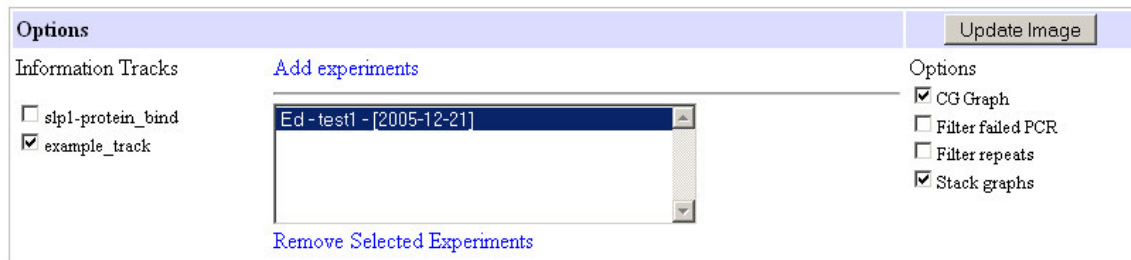 Options
Update Image
Information Tracks
Add experiments
Options
slp1-protein_bind
example_track
Ed - test1 - [2005-12-21]
CG Graph
Filter failed PCR
Filter repeats
Stack graphs
Remove Selected Experiments